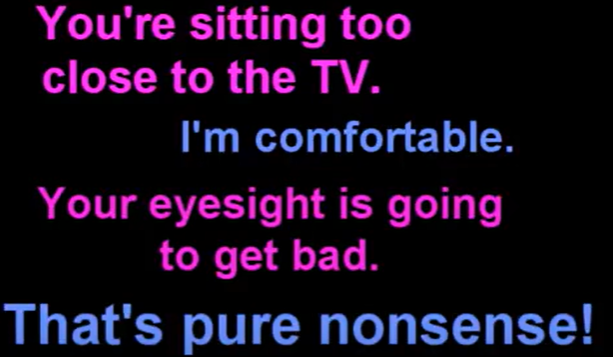 You're sitting too
close to the TV.
I'm comfortable.
Your eyesight is going
to get bad.
That's pure nonsense!